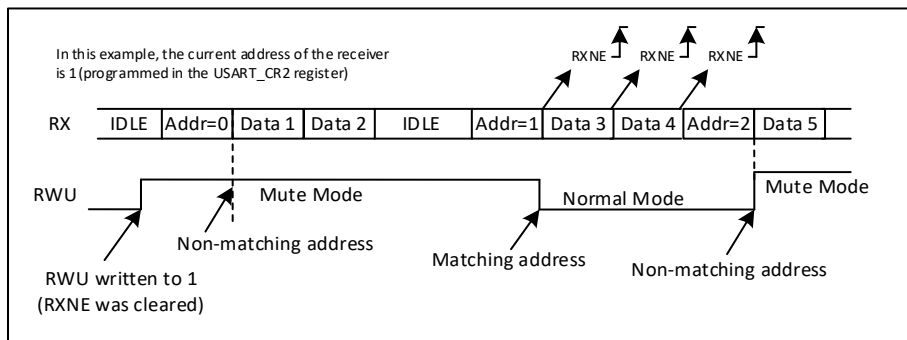 In this example, the current address of the receiver
is 1(programmed in the USART_CR2 register)
RXNE RXNE RXNE
RX IDLE Addr=0 Data 1 Data 2 IDLE Addr=1 Data 3 Data 4 Addr=2 Data 5
RWU Mute Mode Normal Mode Mute Mode
Non-matching address Matching address Non-matching address
RWU written to 1
(RXNE was cleared)